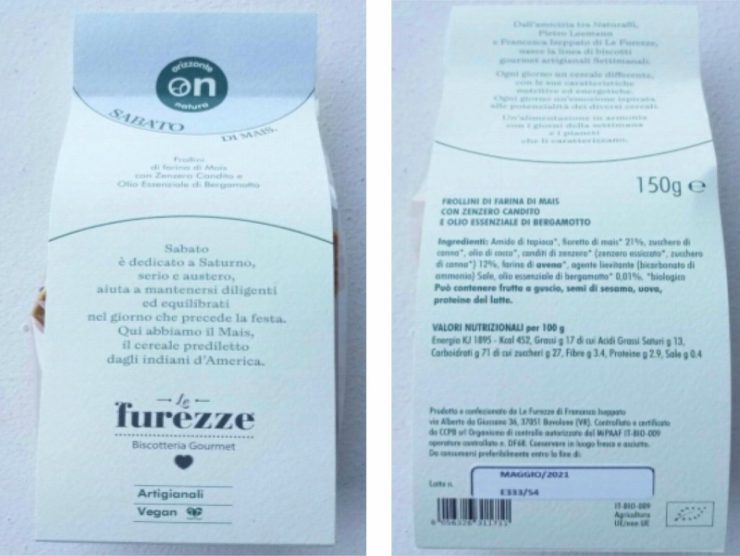 orizzonte
on
natura
SABATO
DI MAIS.
Frollini
di farina di Mais
con Zenzero Candito e
Olio Essenziale di Bergamotto
Sabato
è dedicato a Saturno,
serio e austero,
aiuta a mantenersi diligenti
ed equilibrati
nel giorno che precede la festa.
Qui abbiamo il Mais,
il cereale prediletto
dagli indiani d'America.
Le
furezze
Biscotteria Gourmet
Artigianali
Vegan
Dall'amicizia tra Naturalfi,
Pietro Leemann
e Francesca Iseppato di Le Furezze,
nasce la linea di biscotti
gourmet artigianali Settimanali.
Ogni giorno un cereale differente,
con le sue caratteristiche
nutritive ed energetiche.
Ogni giorno un'emozione ispirata
alle potenzialità dei diversi cereali.
Un'alimentazione in armonia
con i giorni della settimana
e i pianeti
che li caratterizzano.
150g e
FROLLINI DI FARINA DI MAIS
CON ZENZERO CANDITO
E OLIO ESSENZIALE DI BERGAMOTTO
Ingredienti: Amido di tapioca*, fioretto di mais* 21%, zucchero di
canna*, olio di cocco*, canditi di zenzero* (zenzero essiccato*, zucchero
di canna*) 12%, farina di avena*, agente lievitante (bicarbonato di
ammonio) Sale, olio essenziale di bergamotto* 0,01%. *biologico
Può contenere frutta a guscio, semi di sesamo, uova,
proteine del latte.
VALORI NUTRIZIONALI per 100 g
Energia KJ 1895 - Kcal 452, Grassi g 17 di cui Acidi Grassi Saturi g 13,
Carboidrati g 71 di cui zuccheri g 27, Fibre g 3.4, Proteine g 2.9, Sale g 0.4
Prodotto e confezionato da Le Furezze di Francesca Iseppato
via Alberto da Giussano 36, 37051 Bovolone (VR). Controllato e certificato
da CCPB srl Organismo di controllo autorizzato dal MiPAAF IT-BIO-009
operatore controllato n. DF68. Conservare in luogo fresco e asciutto.
Da consumarsi preferibilmente entro la fine di:
MAGGIO/2021
Lotto n.
E333/54
IT-BIO-009
Agricoltura
UE/non UE
8 056326 311711